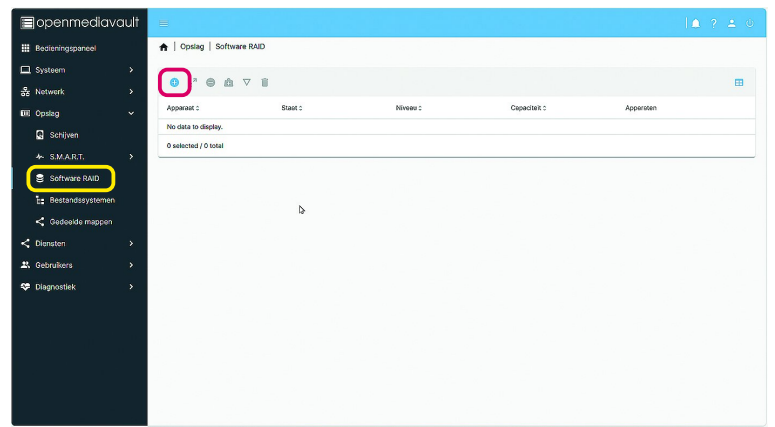 openmediavault
Bedieningspaneel
Systeem
Netwerk
Opslag
Schijven
S.M.A.R.T.
Software RAID
Bestandssystemen
Gedeelde mappen
Diensten
Gebruikers
Diagnostiek
| Opslag | Software RAID
Apparaat Staat Niveau Capaciteit Apparaten
No data to display.
0 selected / 0 total